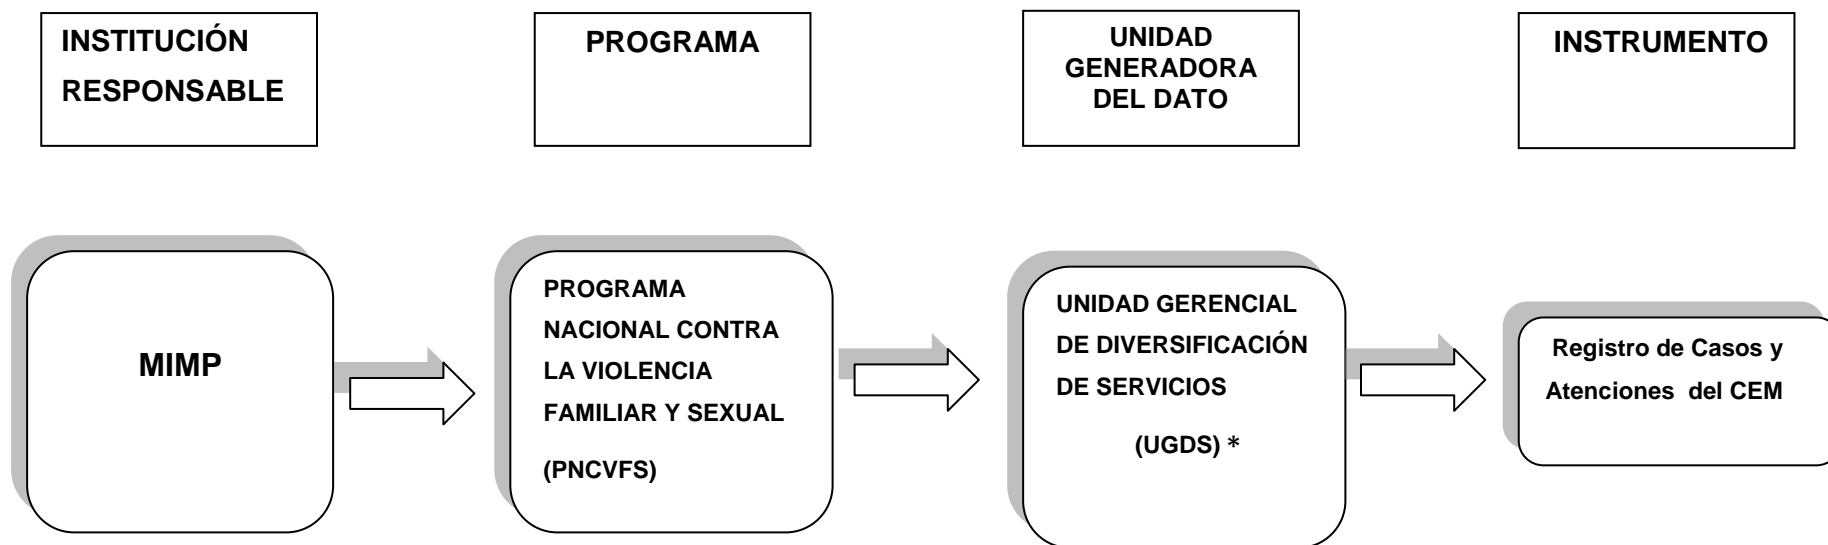 INSTITUCIÓN
RESPONSABLE
PROGRAMA
UNIDAD
GENERADORA
DEL DATO
INSTRUMENTO
MIMP
PROGRAMA
NACIONAL CONTRA
LA VIOLENCIA
FAMILIAR Y SEXUAL
(PNCVFS)
UNIDAD GERENCIAL
DE DIVERSIFICACIÓN
DE SERVICIOS
(UGDS) *
Registro de Casos y
Atenciones del CEM